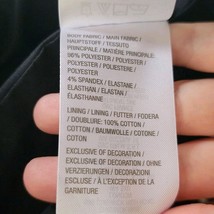 BODY FABRIC / MAIN FABRIC /
HAUPTSTOFF / TESSUTO
PRINCIPALE / MATIÈRE PRINCIPALE:
96% POLYESTER / POLIESTER /
POLYESTER / POLIESTERE /
POLYESTER
4% SPANDEX / ELASTANE /
ELASTHAN / ELASTAN /
ÉLASTHANNE
LINING / LINING / FUTTER / FODERA
/ DOUBLURE: 100% COTTON /
COTTON / BAUMWOLLE / COTONE /
COTON
EXCLUSIVE OF DECORATION /
EXCLUSIVE OF DECORATION / OHNE
VERZIERUNGEN / DECORAZIONI
ESCLUSE / À L'EXCEPTION DE LA
GARNITURE